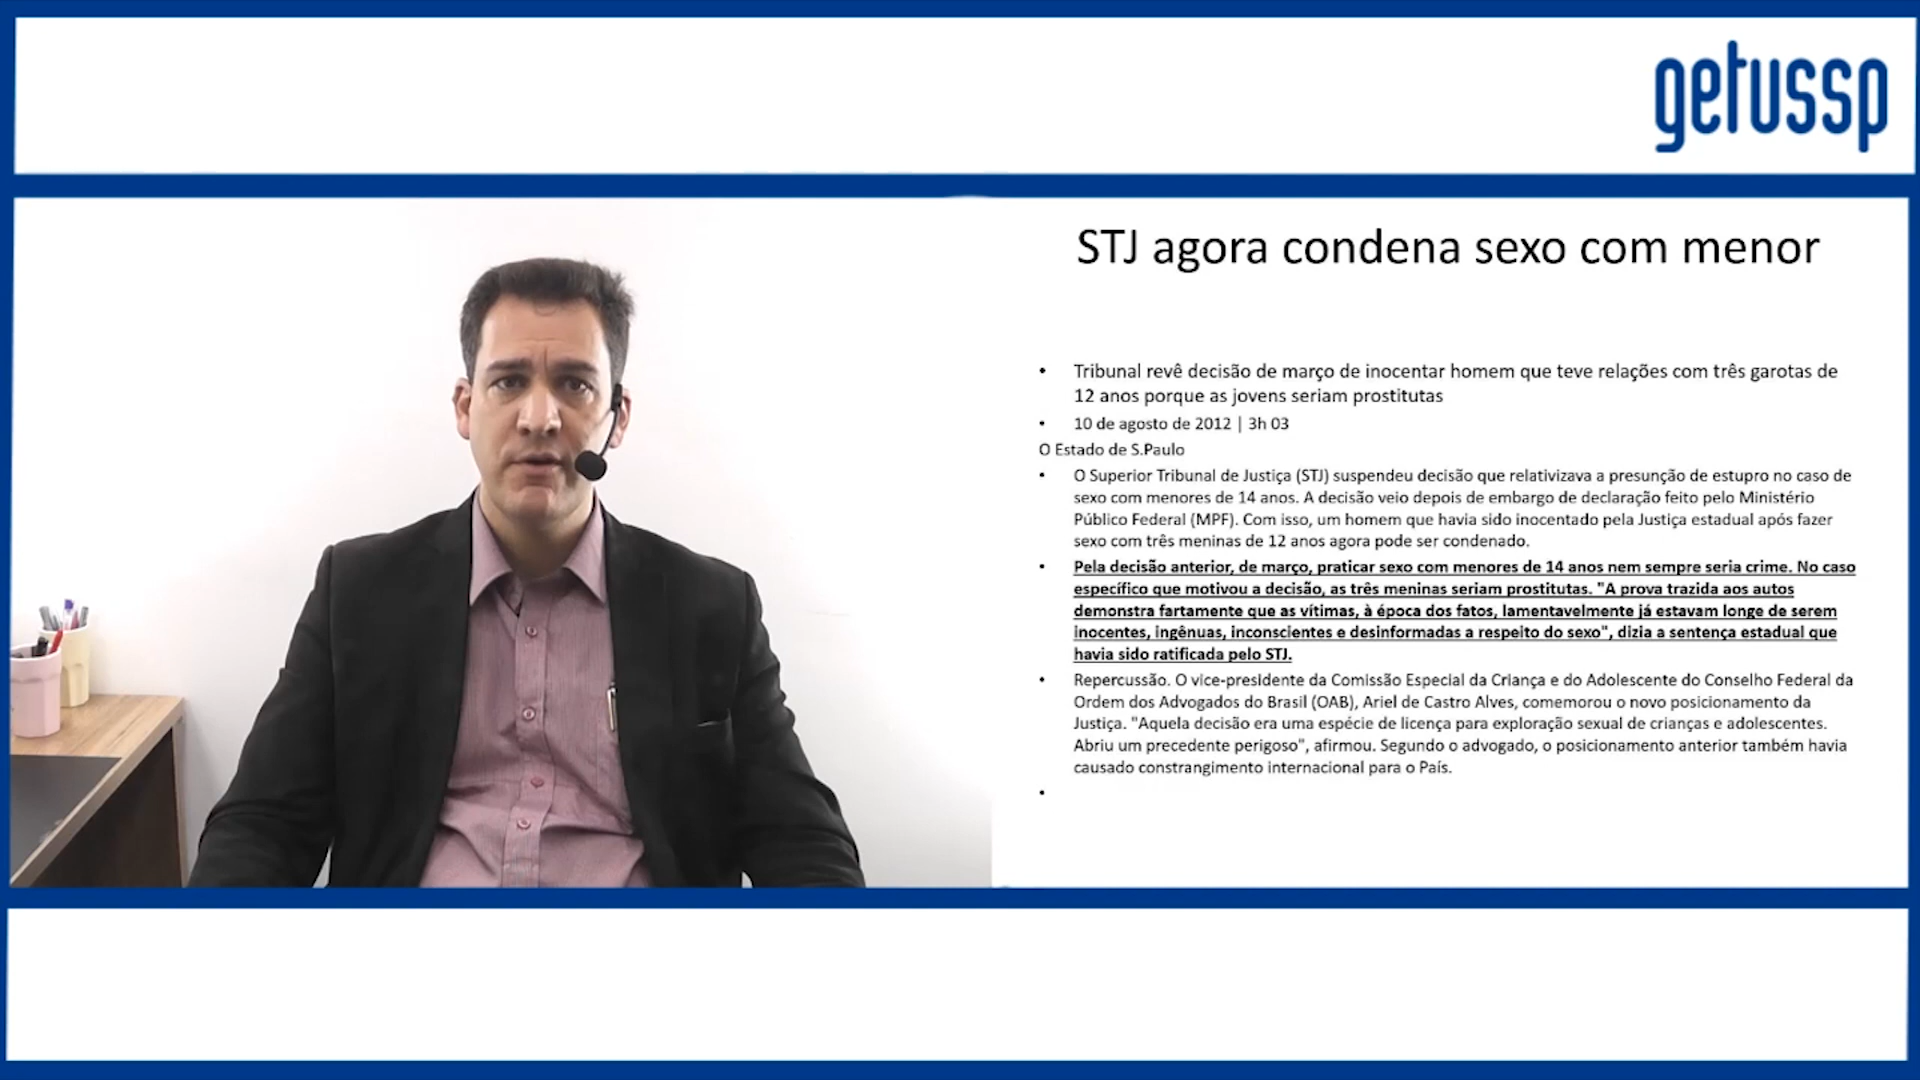 getussp
STJ agora condena sexo com menor
• Tribunal revê decisão de março de inocentar homem que teve relações com três garotas de
12 anos porque as jovens seriam prostitutas
• 10 de agosto de 2012 | 3h 03
O Estado de S.Paulo
• O Superior Tribunal de Justiça (STJ) suspendeu decisão que relativizava a presunção de estupro no caso de
sexo com menores de 14 anos. A decisão veio depois de embargo de declaração feito pelo Ministério
Público Federal (MPF). Com isso, um homem que havia sido inocentado pela Justiça estadual após fazer
sexo com três meninas de 12 anos agora pode ser condenado.
• Pela decisão anterior, de março, praticar sexo com menores de 14 anos nem sempre seria crime. No caso
específico que motivou a decisão, as três meninas seriam prostitutas. "A prova trazida aos autos
demonstra fartamente que as vítimas, à época dos fatos, lamentavelmente já estavam longe de serem
inocentes, ingênuas, inconscientes e desinformadas a respeito do sexo", dizia a sentença estadual que
havia sido ratificada pelo STJ.
• Repercussão. O vice-presidente da Comissão Especial da Criança e do Adolescente do Conselho Federal da
Ordem dos Advogados do Brasil (OAB), Ariel de Castro Alves, comemorou o novo posicionamento da
Justiça. "Aquela decisão era uma espécie de licença para exploração sexual de crianças e adolescentes.
Abriu um precedente perigoso", afirmou. Segundo o advogado, o posicionamento anterior também havia
causado constrangimento internacional para o País.
•